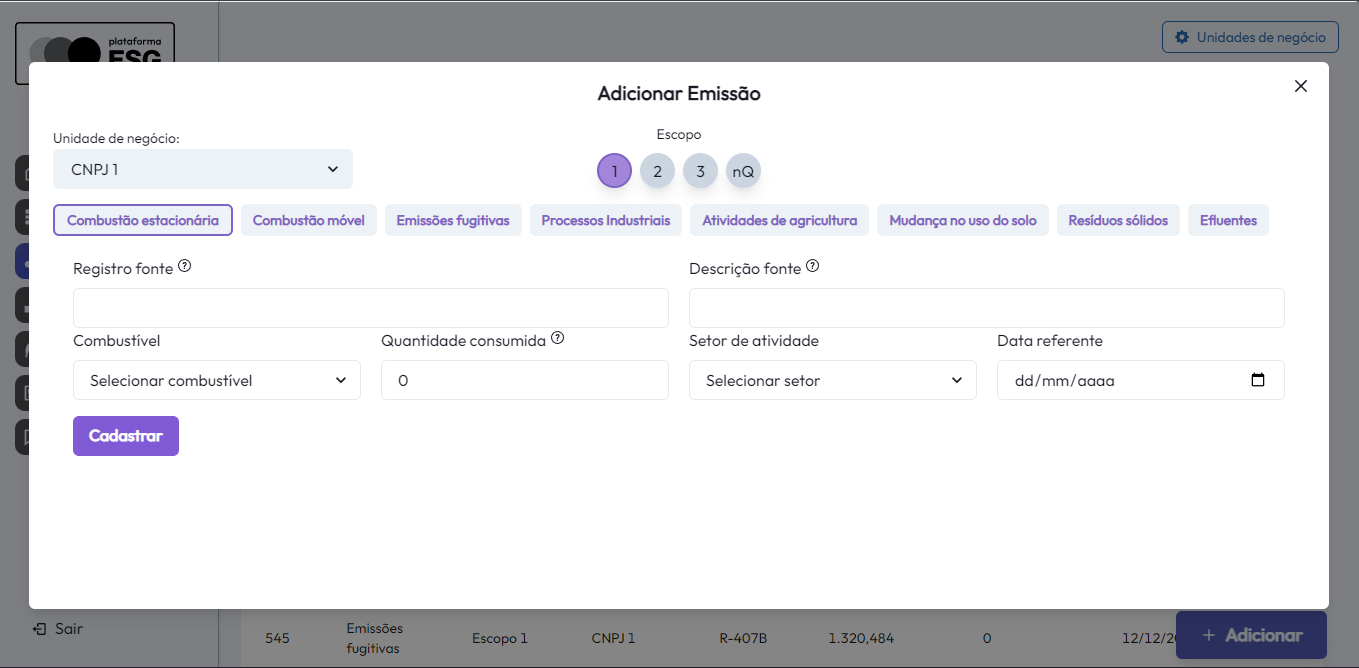 plataforma
ESG
Unidades de negócio
Adicionar Emissão
Unidade de negócio:
Escopo
CNPJ 1
1 2 3 nQ
Combustão estacionária Combustão móvel Emissões fugitivas Processos Industriais Atividades de agricultura Mudança no uso do solo Resíduos sólidos Efluentes
Registro fonte ? Descrição fonte ?
Combustível Quantidade consumida ? Setor de atividade Data referente
Selecionar combustível 0 Selecionar setor dd/mm/aaaa
Cadastrar
Sair
545 Emissões fugitivas Escopo 1 CNPJ 1 R-407B 1.320,484 0 12/12/2
+ Adicionar